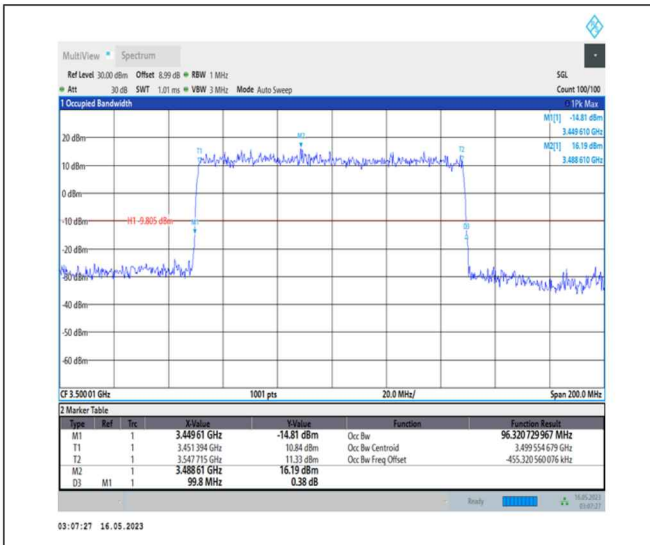 MultiView Spectrum
Ref Level 30.00 dBm Offset 8.99 dB RBW 1 MHz SGL
Att 30 dB SWT 1.01 ms VBW 3 MHz Mode Auto Sweep Count 100/100
1 Occupied Bandwidth 1Pk Max
M1[1] -14.81 dBm
3.449 610 GHz
M2[1] 16.19 dBm
3.488 610 GHz
20 dBm
M2
T1
T2
10 dBm
0 dBm
-10 dBm
H1 -9.805 dBm
M1
D3
-20 dBm
-30 dBm
-40 dBm
-50 dBm
-60 dBm
CF 3.500 01 GHz 1001 pts 20.0 MHz/ Span 200.0 MHz
2 Marker Table
Type Ref Trc X-Value Y-Value Function Function Result
M1 1 3.449 61 GHz -14.81 dBm Occ Bw 96.320 729 967 MHz
T1 1 3.451 394 GHz 10.84 dBm Occ Bw Centroid 3.499 554 679 GHz
T2 1 3.547 715 GHz 11.33 dBm Occ Bw Freq Offset -455.320 560 076 kHz
M2 1 3.488 61 GHz 16.19 dBm
D3 M1 1 99.8 MHz 0.38 dB
Ready 16.05.2023
03:07:27
03:07:27 16.05.2023